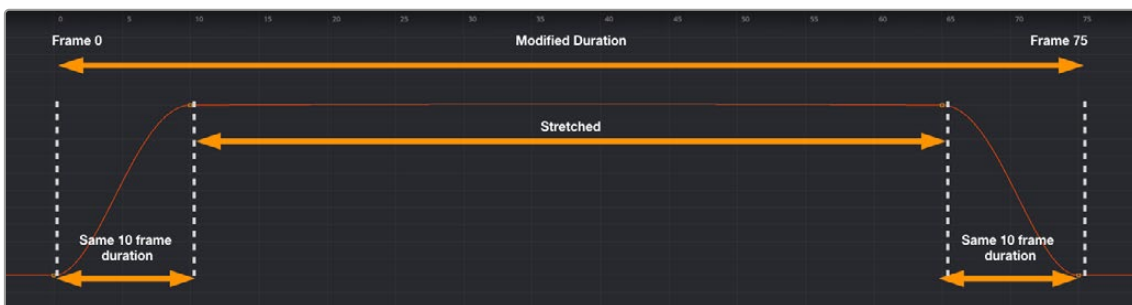 0 5 10 15 20 25 30 35 40 45 50 55 60 65 70 75
Frame 0 Modified Duration Frame 75
Stretched
Same 10 frame Same 10 frame
duration duration